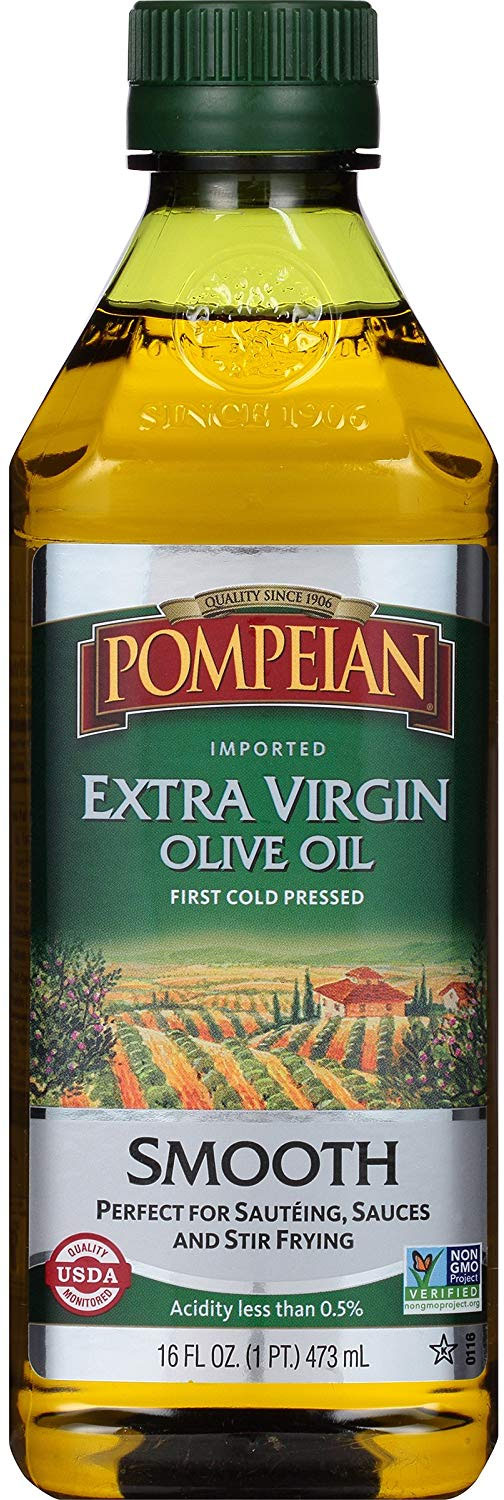 SINCE 1906
QUALITY SINCE 1906
POMPEIAN®
IMPORTED
EXTRA VIRGIN
OLIVE OIL
FIRST COLD PRESSED
SMOOTH
PERFECT FOR SAUTÉING, SAUCES
AND STIR FRYING
QUALITY
USDA
MONITORED
NON
GMO
Project
VERIFIED
nongmoproject.org
Acidity less than 0.5%
16 FL OZ. (1 PT.) 473 mL
K
0116